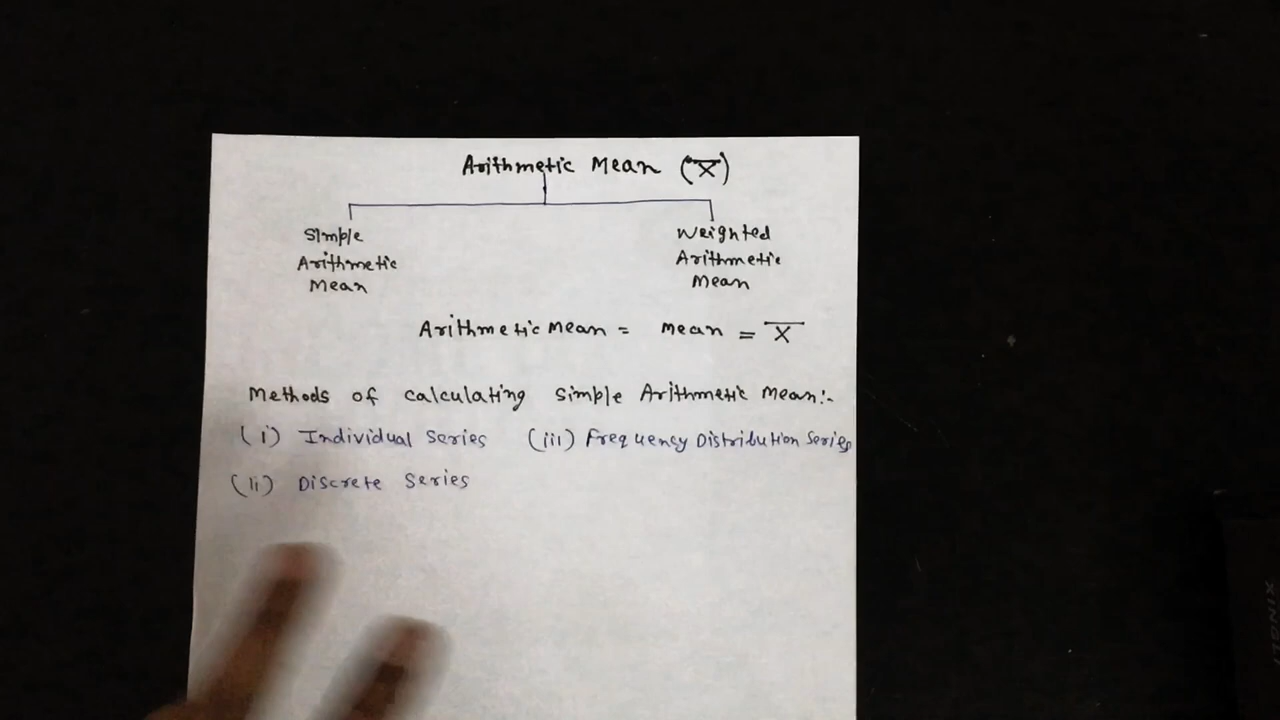 Arithmetic Mean (X̅)
Simple Arithmetic Mean
Weighted Arithmetic Mean
Arithmetic Mean = Mean = X̅
Methods of calculating Simple Arithmetic Mean:-
(i) Individual Series (iii) Frequency Distribution Series
(ii) Discrete Series